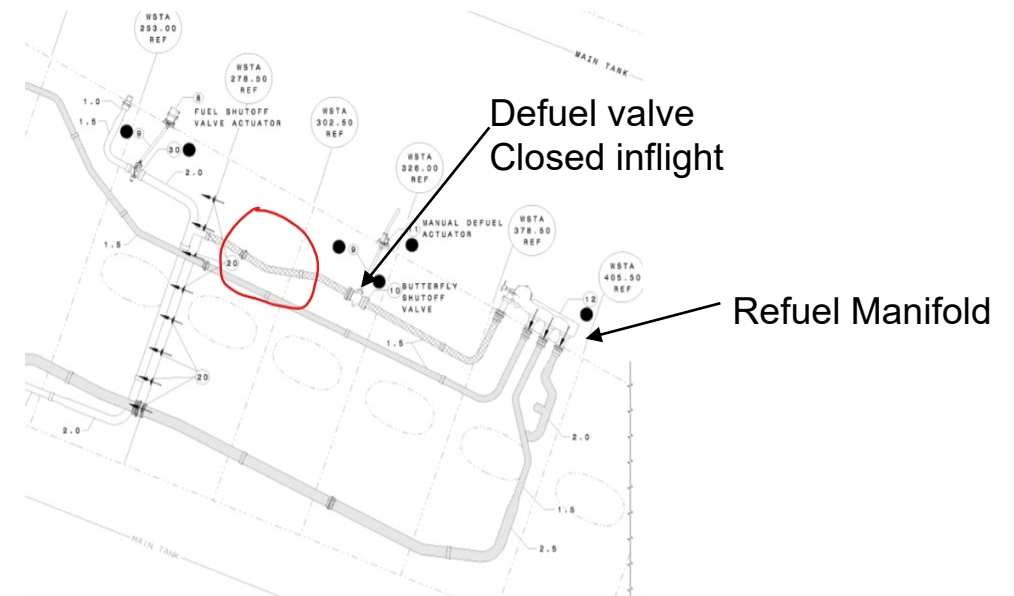 WSTA
253.00
REF
MAIN TANK
WSTA
278.50
REF
1.0
8
FUEL SHUTOFF
VALVE ACTUATOR
1.5
9
30
WSTA
302.50
REF
Defuel valve
Closed inflight
WSTA
326.00
REF
2.0
11
MANUAL DEFUEL
ACTUATOR
WSTA
378.50
REF
1.5
9
20
WSTA
405.50
REF
10
BUTTERFLY
SHUTOFF
VALVE
12
Refuel Manifold
1.5
20
2.0
2.0
1.5
MAIN TANK
2.5